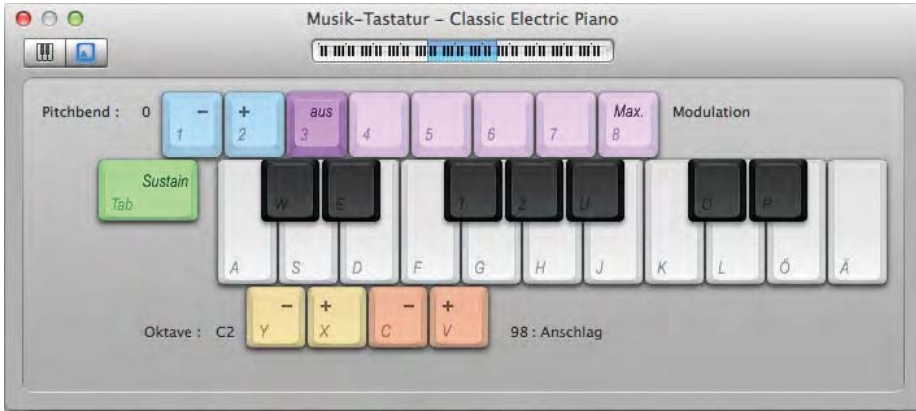 Musik-Tastatur – Classic Electric Piano
Pitchbend : 0 – + aus Max. Modulation
1 2 3 4 5 6 7 8
Sustain
Tab W E T Z U O P
A S D F G H J K L Ö Ä
– + – +
Oktave : C2 Y X C V 98 : Anschlag